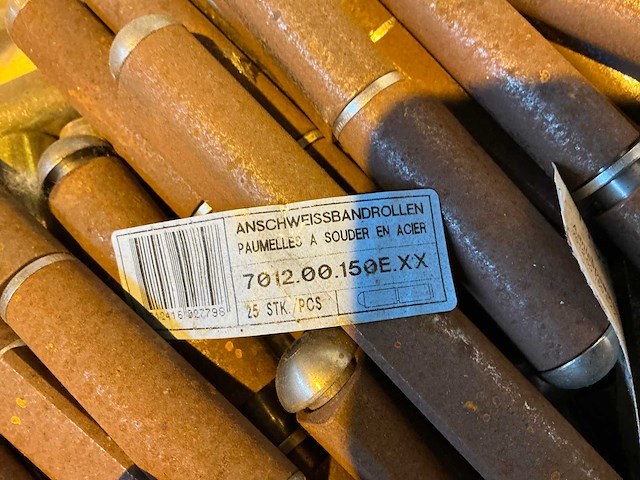 ANSCHWEISSBANDROLLEN
PAUMELLES A SOUDER EN ACIER
7012.00.150E.XX
25 STK./PCS